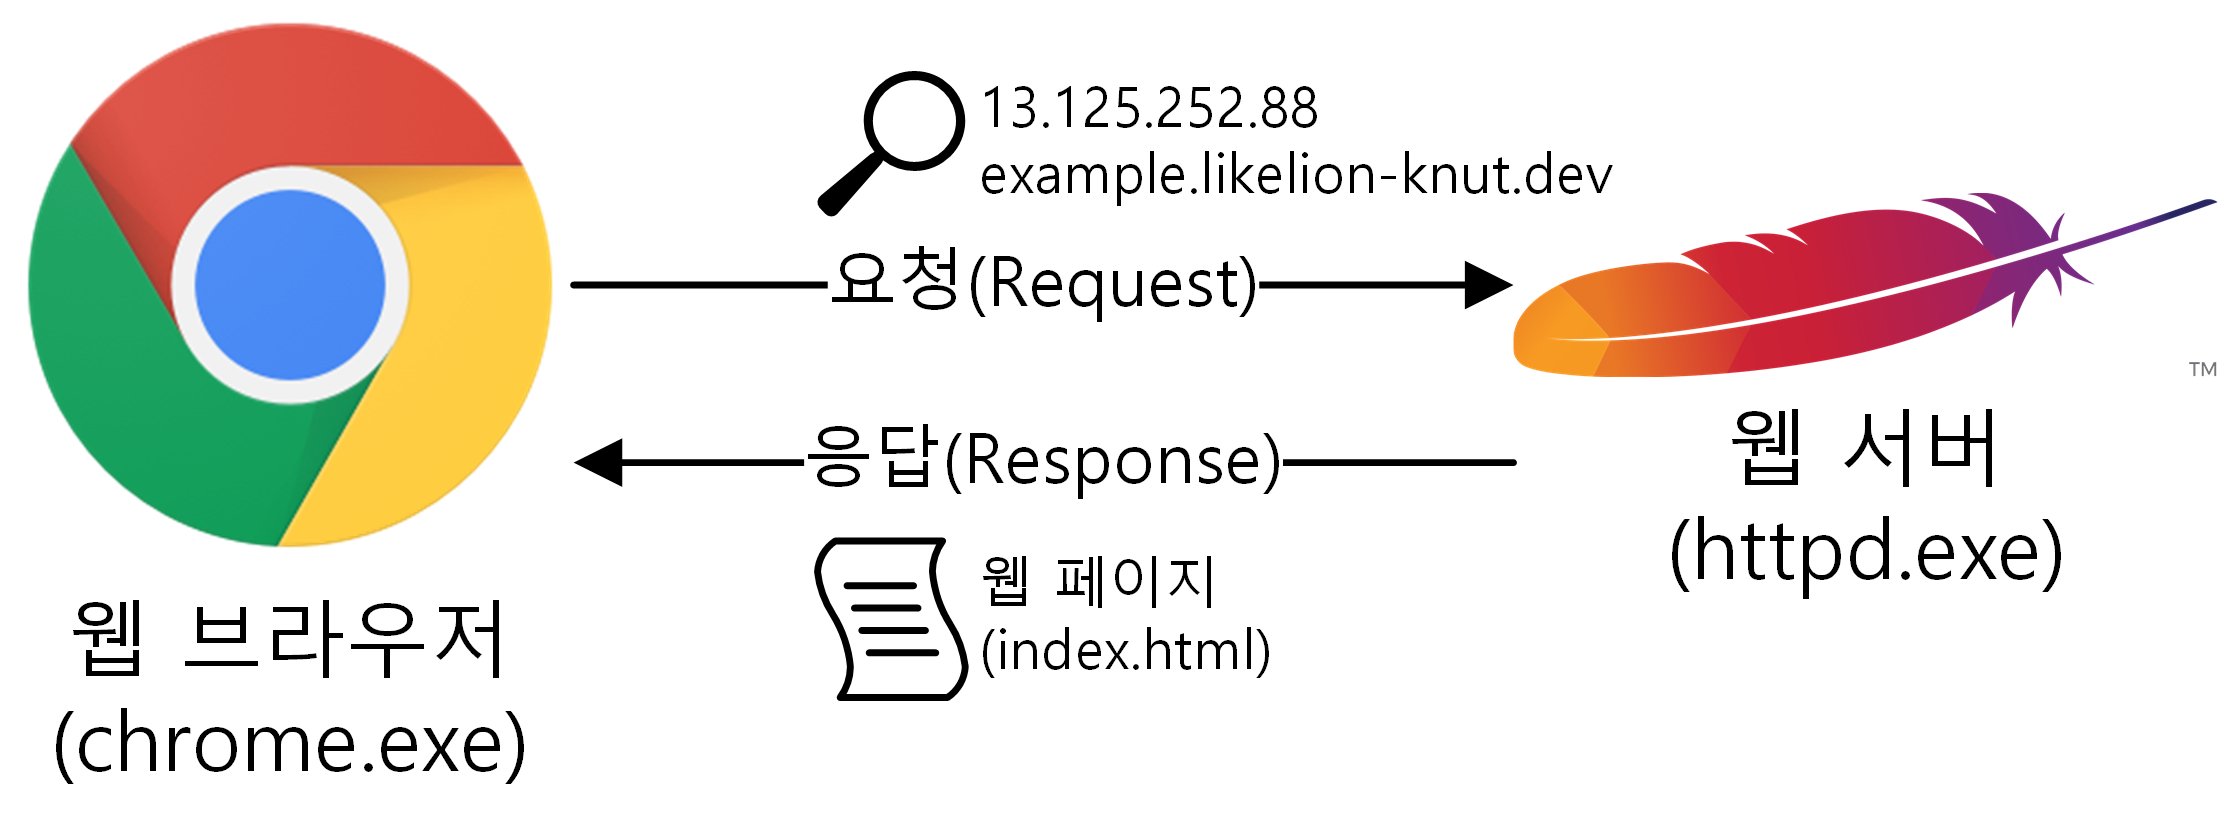 13.125.252.88
example.likelion-knut.dev
요청(Request)
TM
응답(Response)
웹 서버
(httpd.exe)
웹 페이지
(index.html)
웹 브라우저
(chrome.exe)